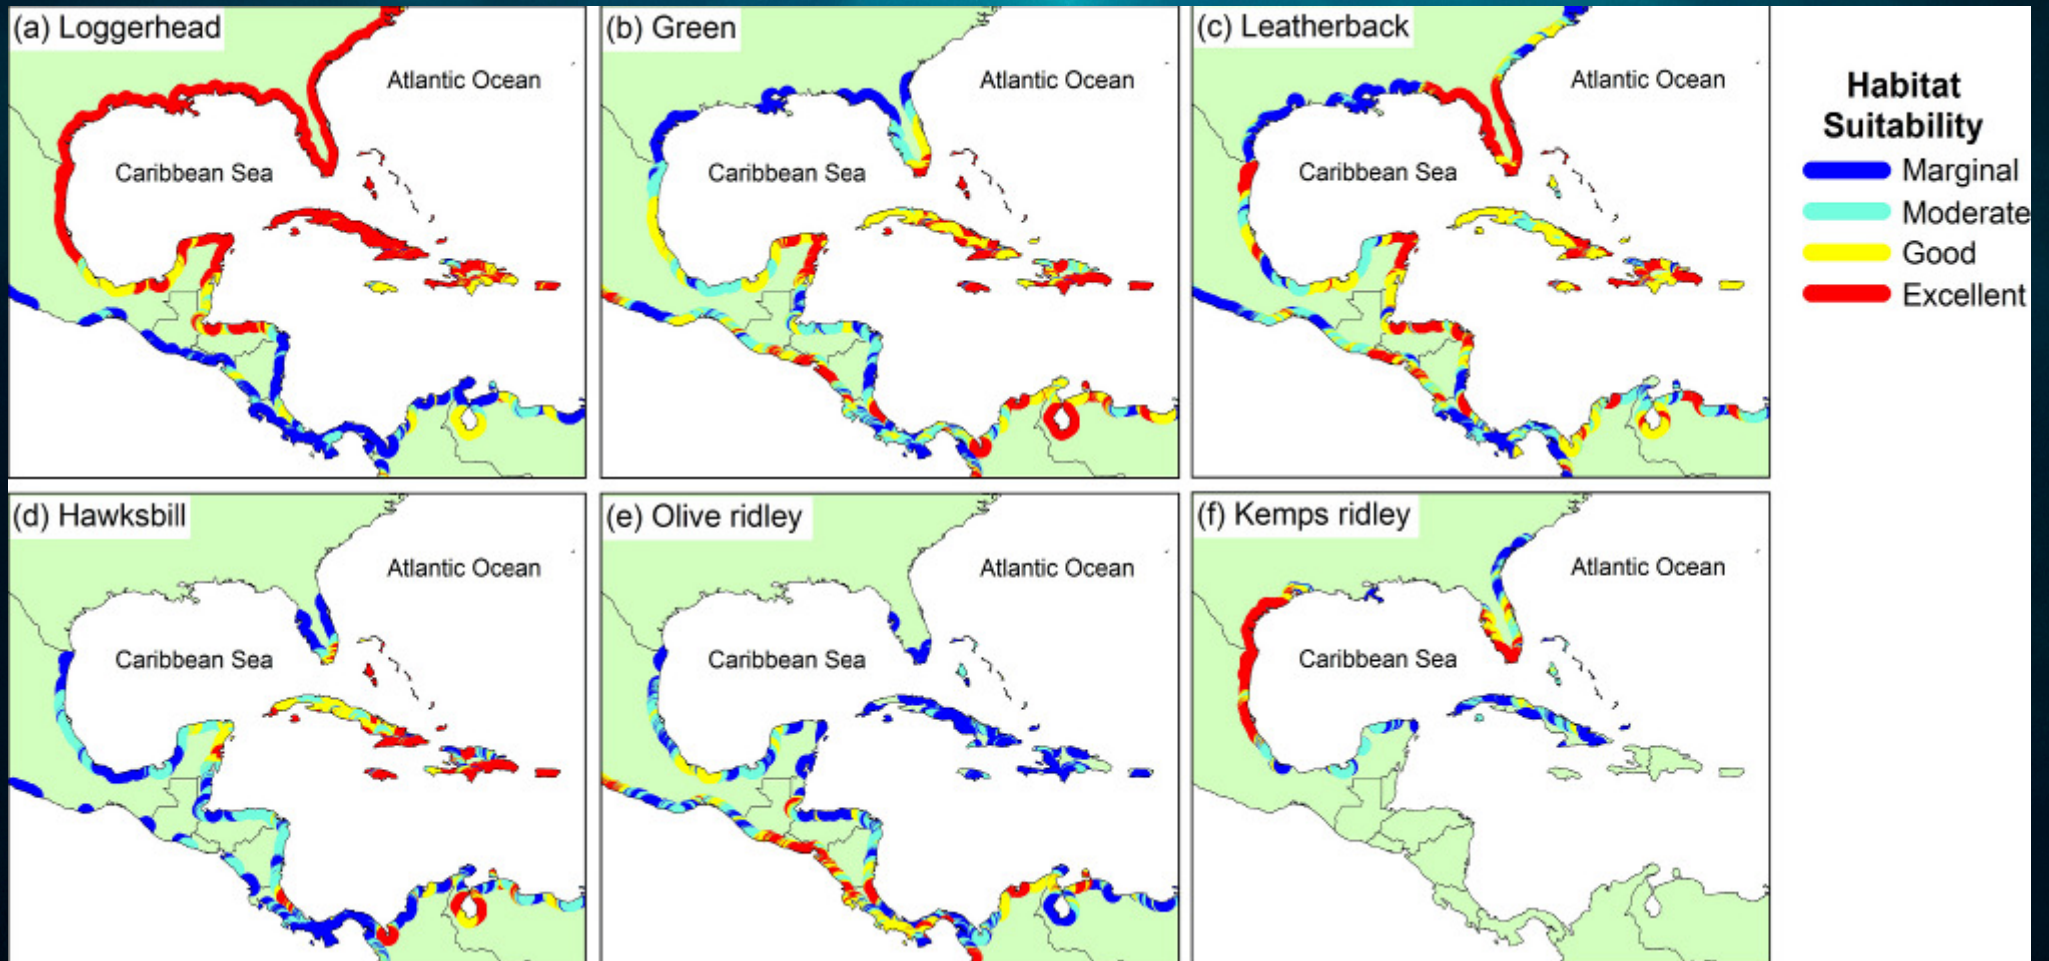 (a) Loggerhead
Atlantic Ocean
Caribbean Sea
(b) Green
Atlantic Ocean
Caribbean Sea
(c) Leatherback
Atlantic Ocean
Caribbean Sea
Habitat
Suitability
Marginal
Moderate
Good
Excellent
(d) Hawksbill
Atlantic Ocean
Caribbean Sea
(e) Olive ridley
Atlantic Ocean
Caribbean Sea
(f) Kemps ridley
Atlantic Ocean
Caribbean Sea